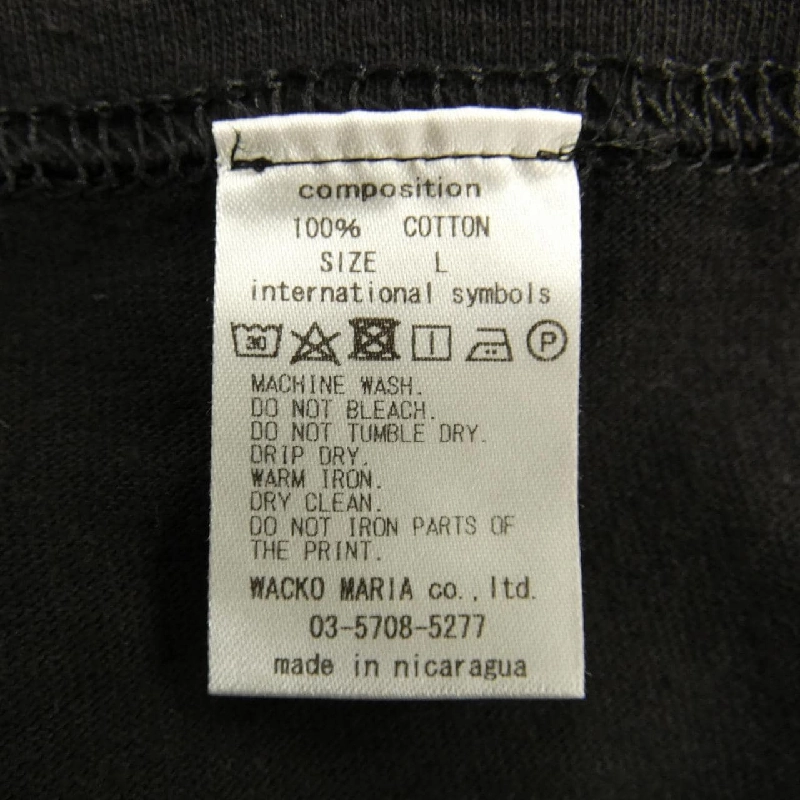 composition
100% COTTON
SIZE L
international symbols
30 P
MACHINE WASH.
DO NOT BLEACH.
DO NOT TUMBLE DRY.
DRIP DRY.
WARM IRON.
DRY CLEAN.
DO NOT IRON PARTS OF
THE PRINT.
WACKO MARIA co.,ltd.
03-5708-5277
made in nicaragua